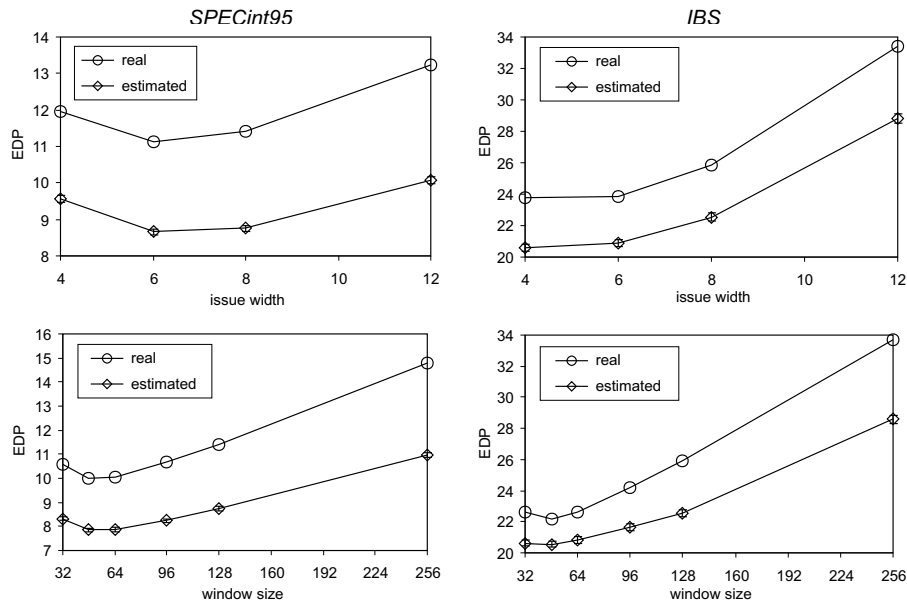 SPECint95
14
13
12
11
10
9
8
EDP
real
estimated
4 6 8 10 12
issue width
IBS
34
32
30
28
26
24
22
20
EDP
real
estimated
4 6 8 10 12
issue width
16
15
14
13
12
11
10
9
8
7
EDP
real
estimated
32 64 96 128 160 192 224 256
window size
34
32
30
28
26
24
22
20
EDP
real
estimated
32 64 96 128 160 192 224 256
window size